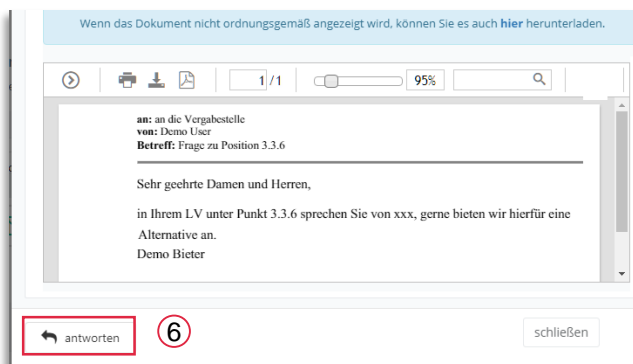 Wenn das Dokument nicht ordnungsgemäß angezeigt wird, können Sie es auch hier herunterladen.
1 / 1 95%
an: an die Vergabestelle
von: Demo User
Betreff: Frage zu Position 3.3.6
Sehr geehrte Damen und Herren,
in Ihrem LV unter Punkt 3.3.6 sprechen Sie von xxx, gerne bieten wir hierfür eine
Alternative an.
Demo Bieter
antworten 6 schließen